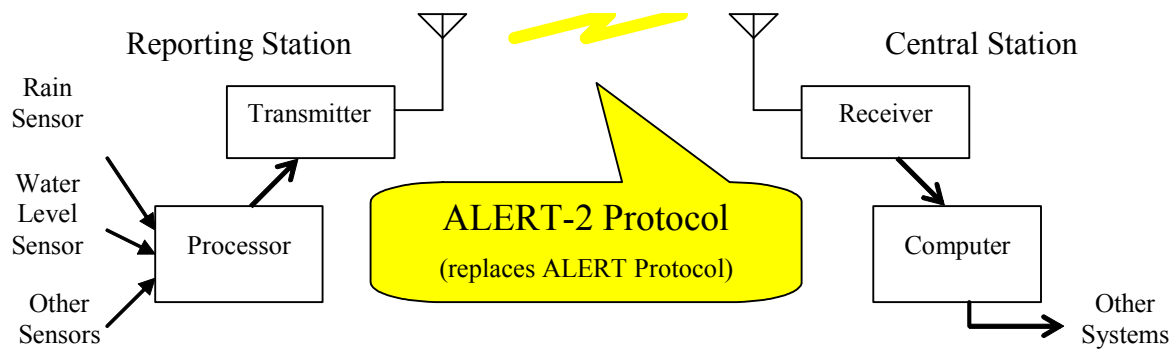 Reporting Station
Central Station
Rain
Sensor
Transmitter
Receiver
Water
Level
Sensor
Processor
ALERT-2 Protocol
(replaces ALERT Protocol)
Computer
Other
Sensors
Other
Systems